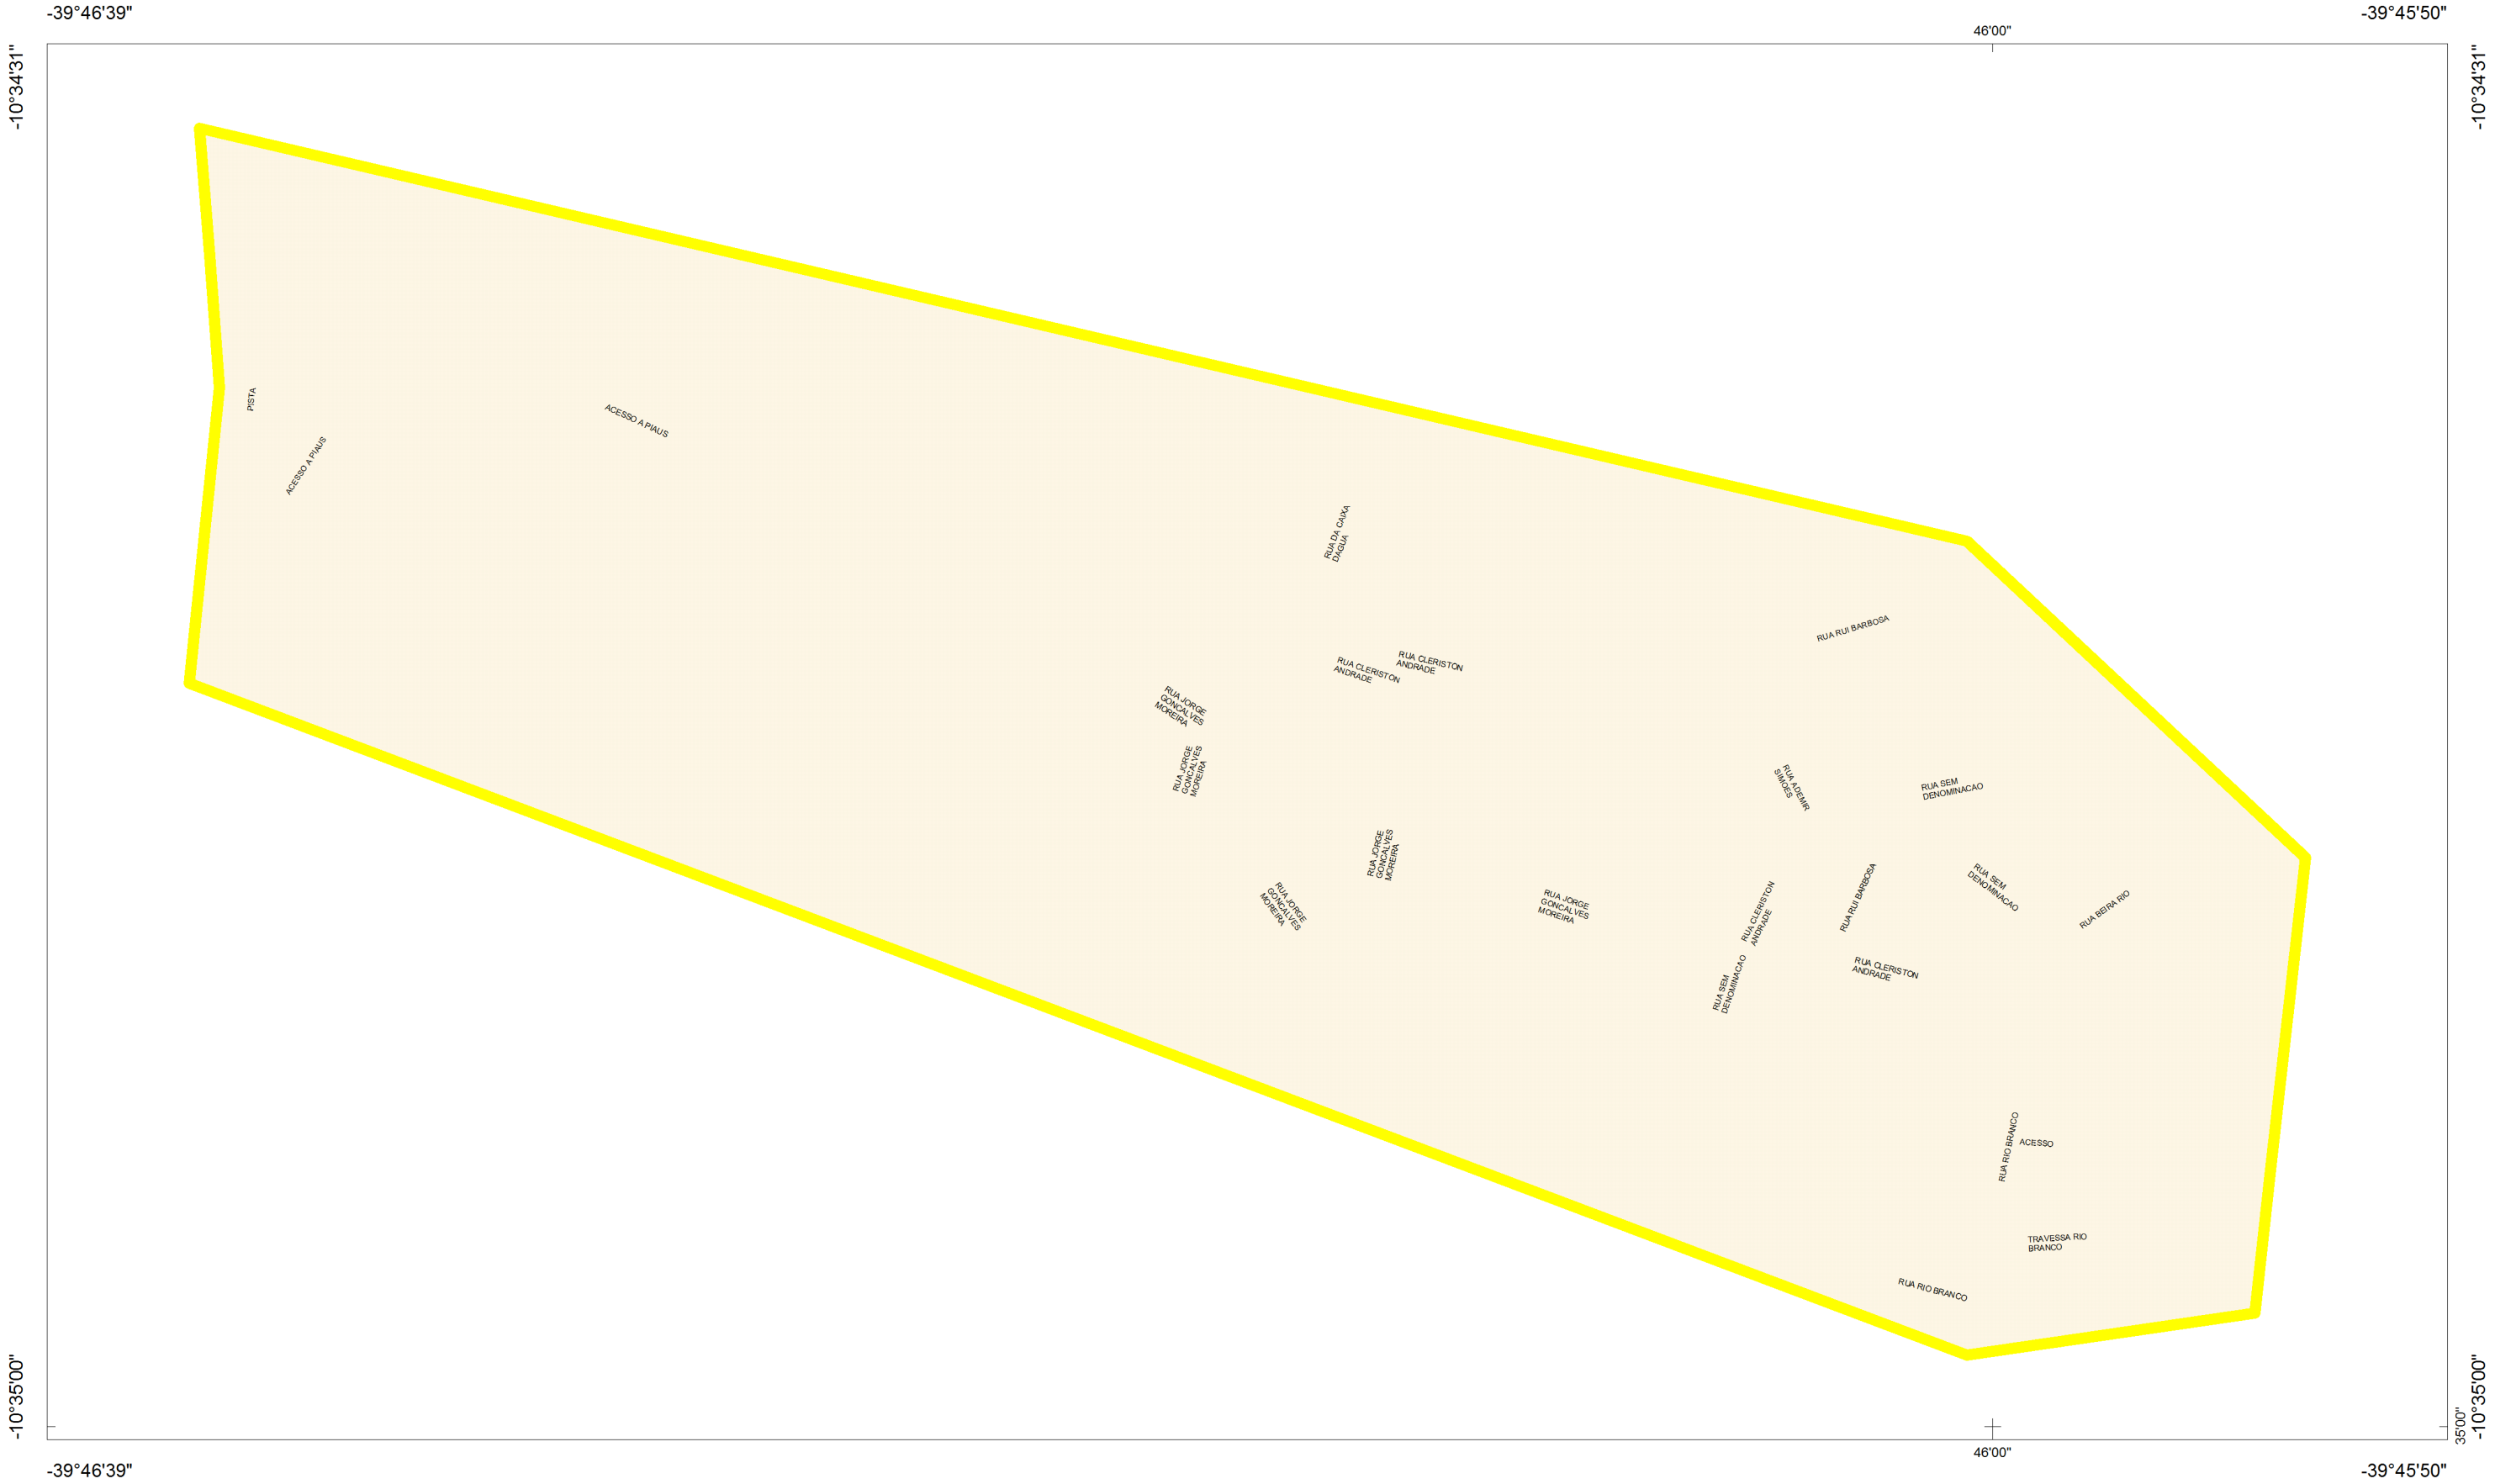 -39°46'39"
-39°45'50"
46'00"
-10°34'31"
-10°34'31"
PISTA
ACESSO A PIAUS
ACESSO A PIAUS
RUA DA CAIXA
DAGUA
RUA RUI BARBOSA
RUA CLERISTON
ANDRADE
RUA CLERISTON
ANDRADE
RUA JORGE
GONCALVES
MOREIRA
RUA JORGE
GONCALVES
MOREIRA
RUA ADEMIR
SIMOES
RUA SEM
DENOMINACAO
RUA JORGE
GONCALVES
MOREIRA
RUA JORGE
GONCALVES
MOREIRA
RUA JORGE
GONCALVES
MOREIRA
RUA CLERISTON
ANDRADE
RUA RUI BARBOSA
RUA SEM
DENOMINACAO
RUA BEIRA RIO
RUA SEM
DENOMINACAO
RUA CLERISTON
ANDRADE
RUA RIO BRANCO
ACESSO
TRAVESSA RIO
BRANCO
RUA RIO BRANCO
-10°35'00"
35'00"
-10°35'00"
46'00"
-39°46'39"
-39°45'50"